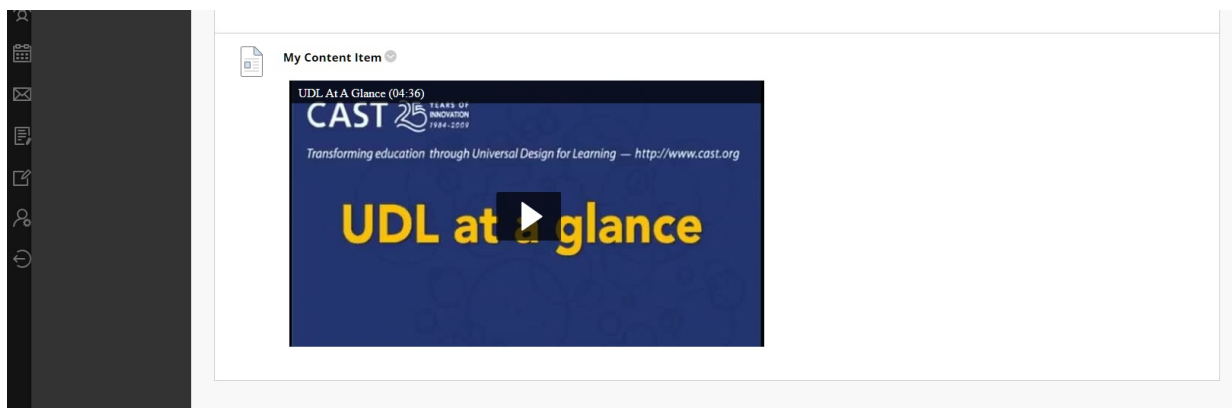 My Content Item
UDL At A Glance (04:36)
CAST 25 YEARS OF
INNOVATION
1984-2009
Transforming education through Universal Design for Learning — http://www.cast.org
UDL at a glance